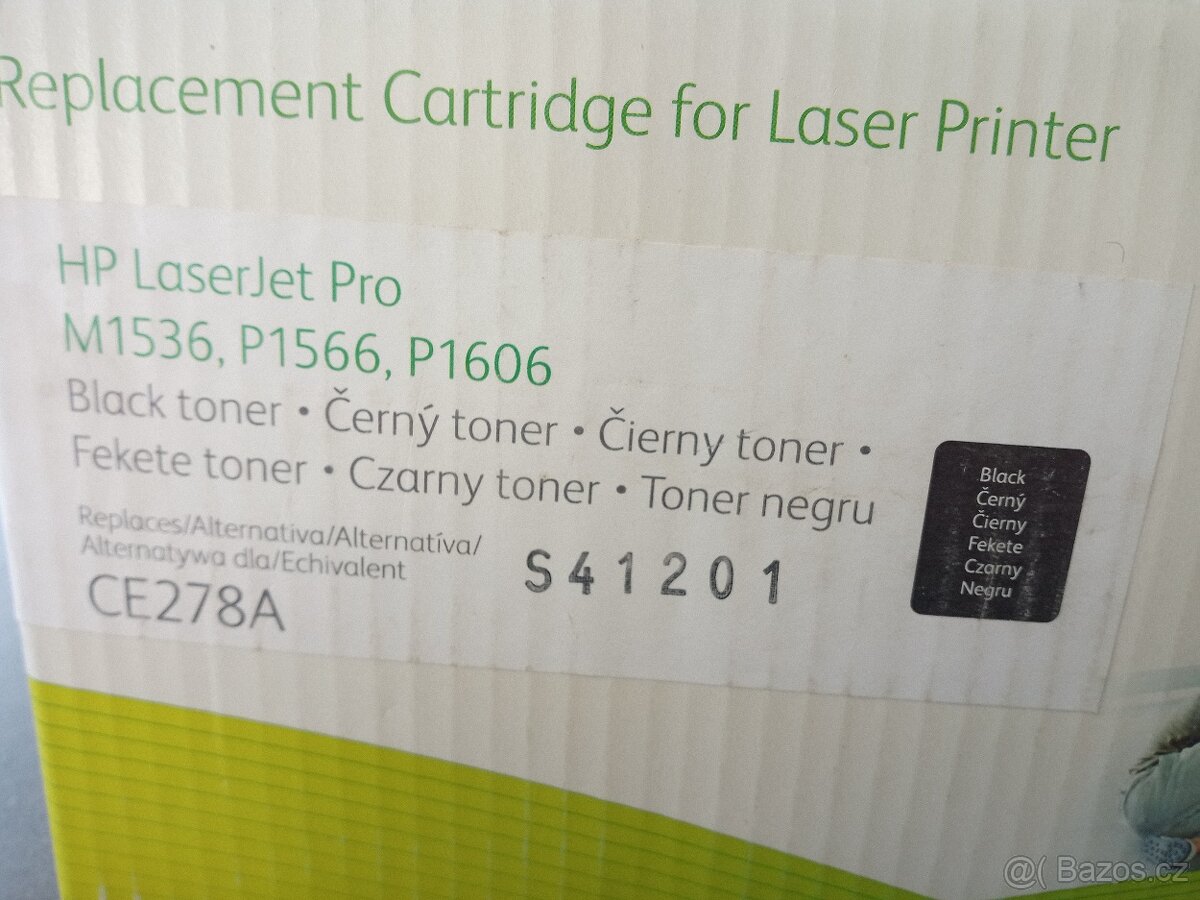 Replacement Cartridge for Laser Printer
HP LaserJet Pro
M1536, P1566, P1606
Black toner • Černý toner • Čierny toner •
Fekete toner • Czarny toner • Toner negru
Replaces/Alternativa/Alternatíva/
Alternatywa dla/Echivalent
CE278A
S41201
Black
Černý
Čierny
Fekete
Czarny
Negru
@( Bazos.cz